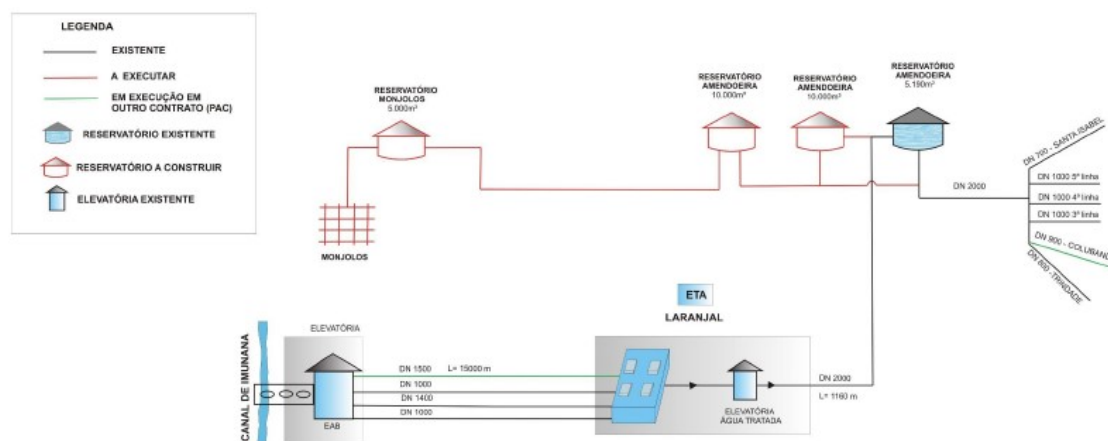 LEGENDA
EXISTENTE
A EXECUTAR
EM EXECUÇÃO EM
OUTRO CONTRATO (PAC)
RESERVATÓRIO EXISTENTE
RESERVATÓRIO A CONSTRUIR
ELEVATÓRIA EXISTENTE
RESERVATÓRIO
MONJOLOS
5.000m³
RESERVATÓRIO
AMENDOEIRA
10.000m³
RESERVATÓRIO
AMENDOEIRA
10.000m³
RESERVATÓRIO
AMENDOEIRA
5.190m³
MONJOLOS
DN 2000
DN 700 - SANTA ISABEL
DN 1000 5ª linha
DN 1000 4ª linha
DN 1000 3ª linha
DN 900 - COLUBAND
DN 800 -TRINDADE
ETA
LARANJAL
CANAL DE IMUNANA
ELEVATÓRIA
EAB
DN 1500 L= 15000 m
DN 1000
DN 1400
DN 1000
ELEVATÓRIA
ÁGUA TRATADA
DN 2000
L= 1160 m